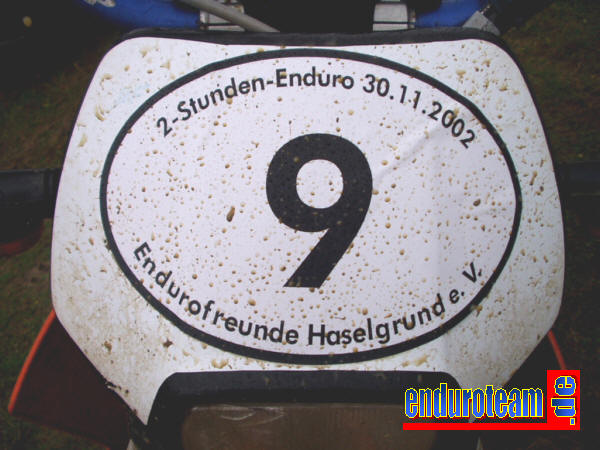 2-Stunden-Enduro 30.11.2002
9
Endurofreunde Haselgrund e. V.
enduroteam.de